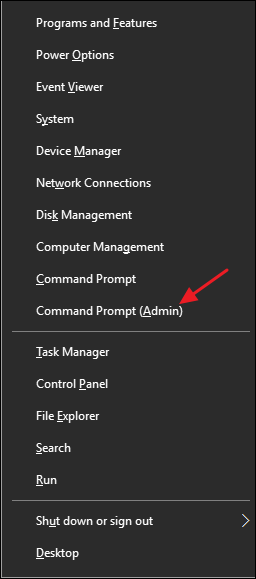 Programs and Features
Power Options
Event Viewer
System
Device Manager
Network Connections
Disk Management
Computer Management
Command Prompt
Command Prompt (Admin)
Task Manager
Control Panel
File Explorer
Search
Run
Shut down or sign out
Desktop